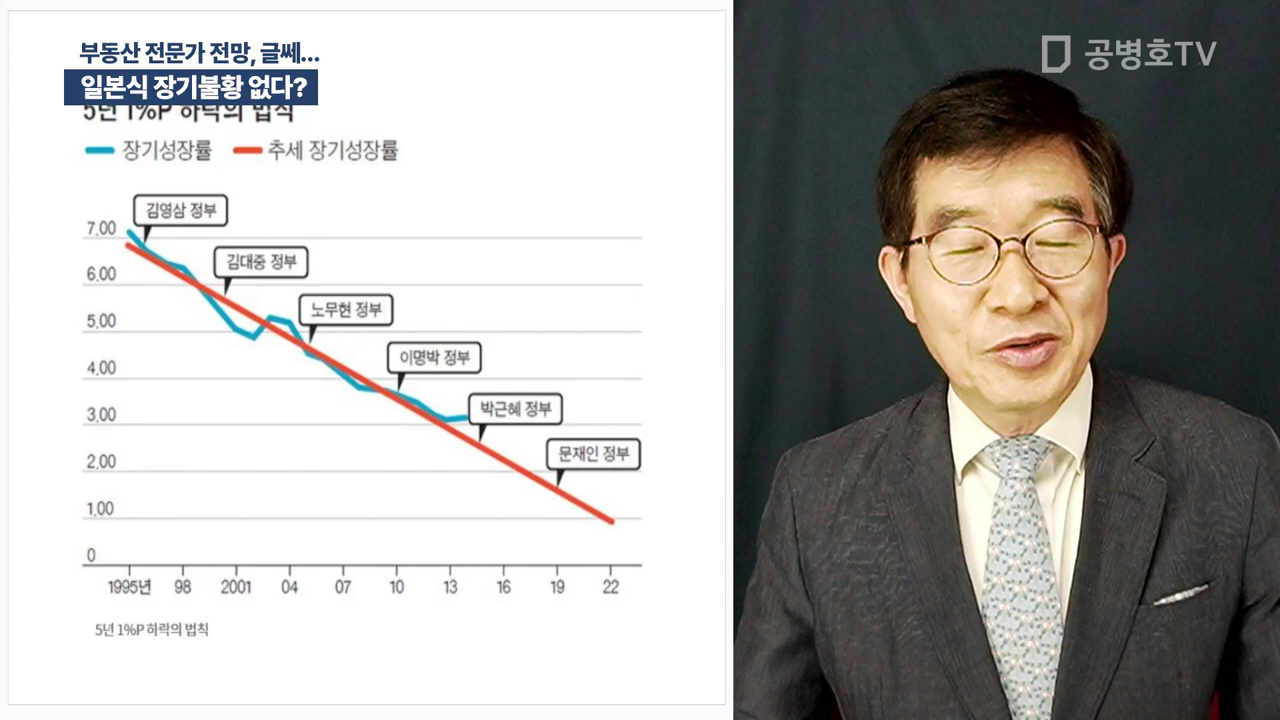 부동산 전문가 전망, 글쎄...
일본식 장기불황 없다?
5년 1%P 하락의 법칙
장기성장률 추세 장기성장률
김영삼 정부
7.00
김대중 정부
6.00
노무현 정부
5.00
이명박 정부
4.00
박근혜 정부
3.00
문재인 정부
2.00
1.00
0
1995년 98 2001 04 07 10 13 16 19 22
5년 1%P 하락의 법칙
공병호TV